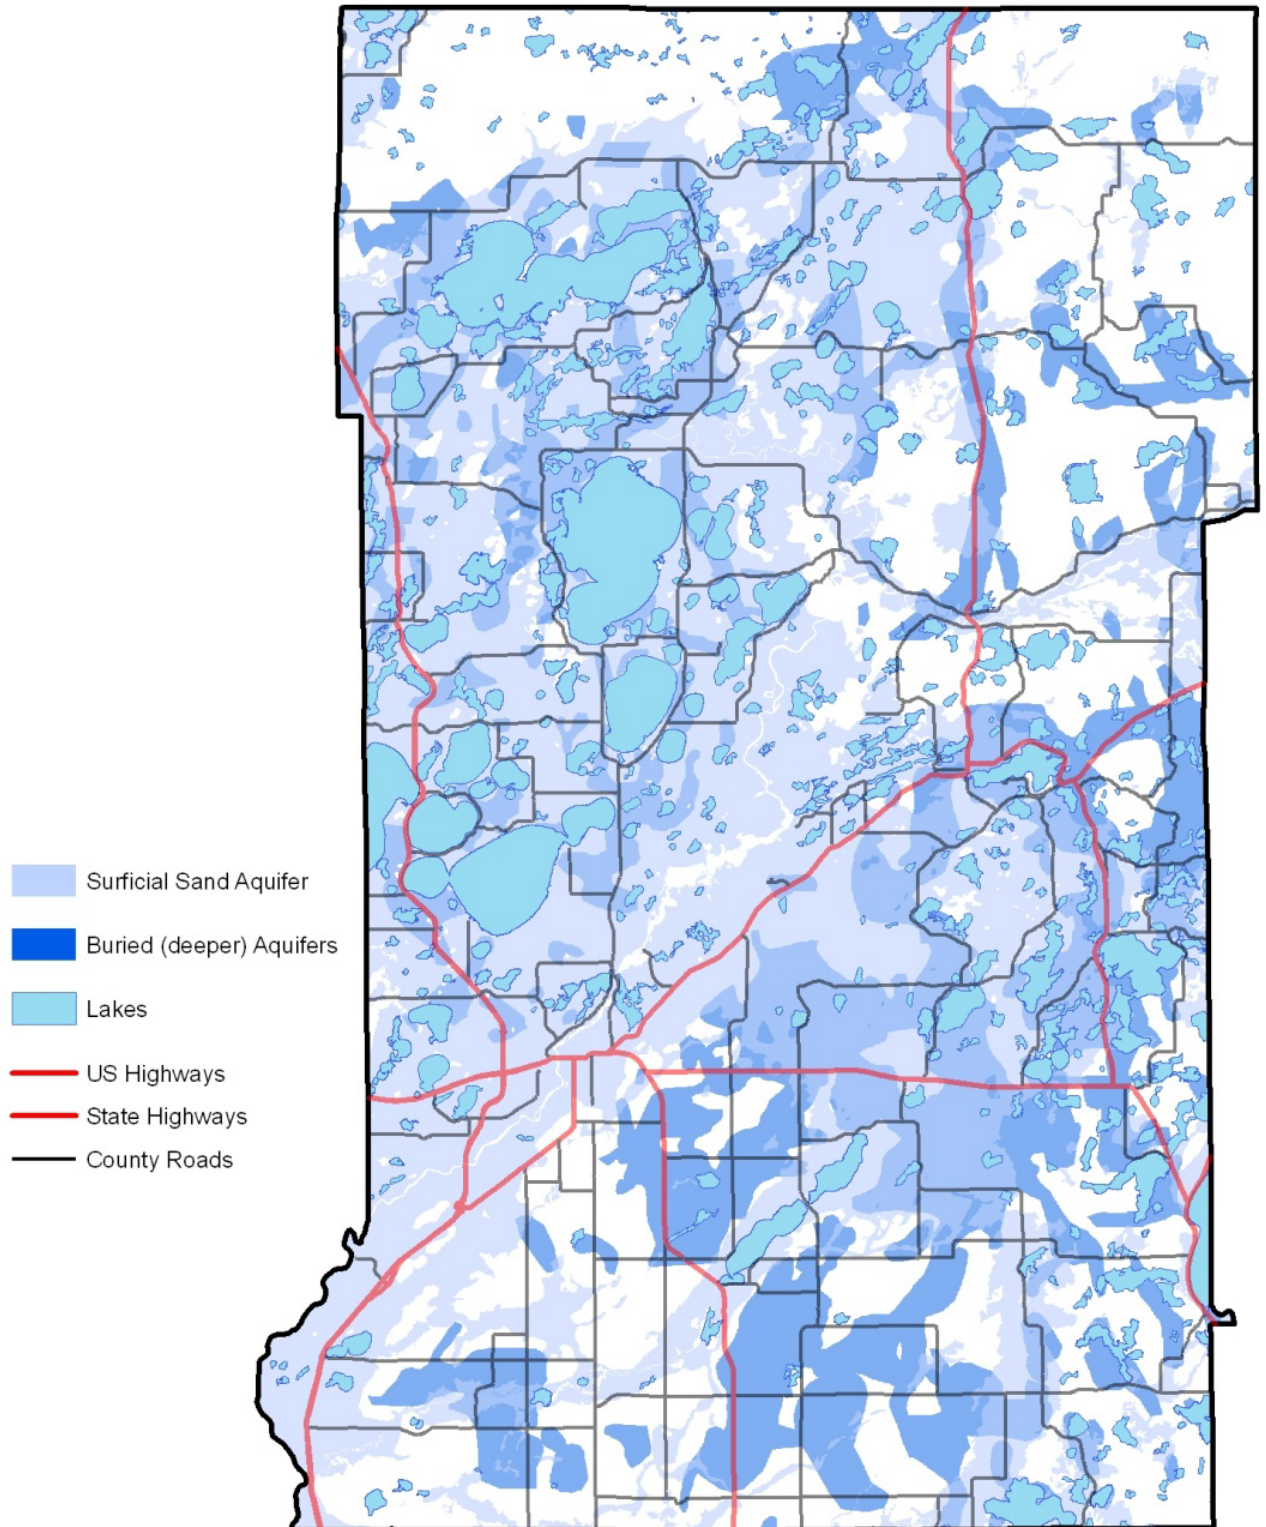 Surficial Sand Aquifer
Buried (deeper) Aquifers
Lakes
US Highways
State Highways
County Roads